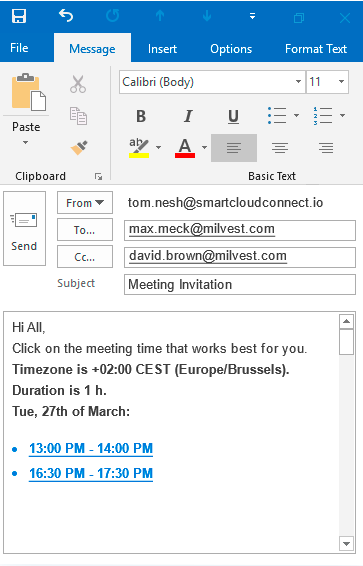 File Message Insert Options Format Text
Calibri (Body) 11
Paste
B I U
ab A
Clipboard Basic Text
From tom.nesh@smartcloudconnect.io
To... max.meck@milvest.com
Send
Cc... david.brown@milvest.com
Subject Meeting Invitation
Hi All,
Click on the meeting time that works best for you.
Timezone is +02:00 CEST (Europe/Brussels).
Duration is 1 h.
Tue, 27th of March:
• 13:00 PM - 14:00 PM
• 16:30 PM - 17:30 PM